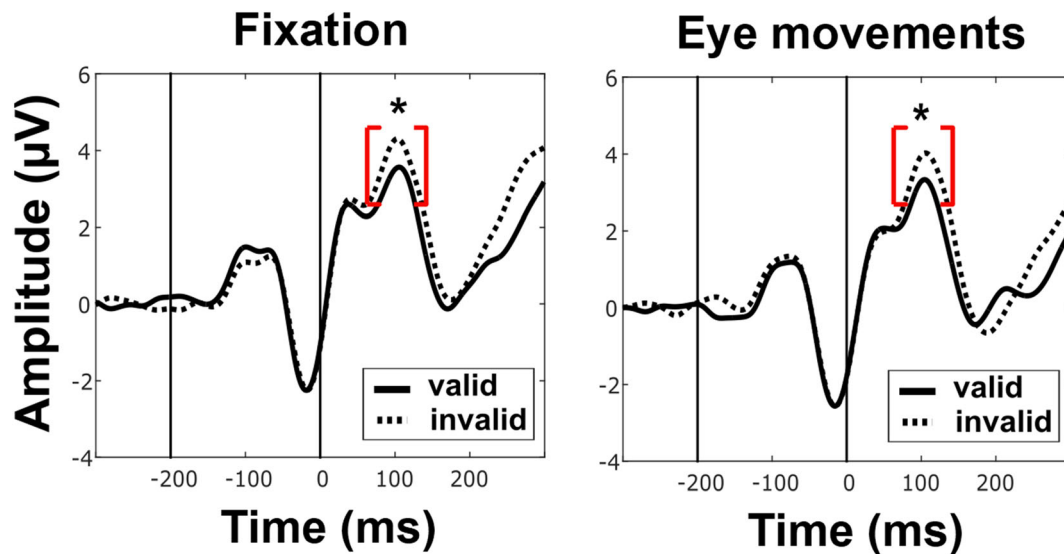 Fixation
Eye movements
Amplitude (µV)
6
4
2
0
-2
-4
*
valid
invalid
-200
-100
0
100
200
Time (ms)
6
4
2
0
-2
-4
*
valid
invalid
-200
-100
0
100
200
Time (ms)